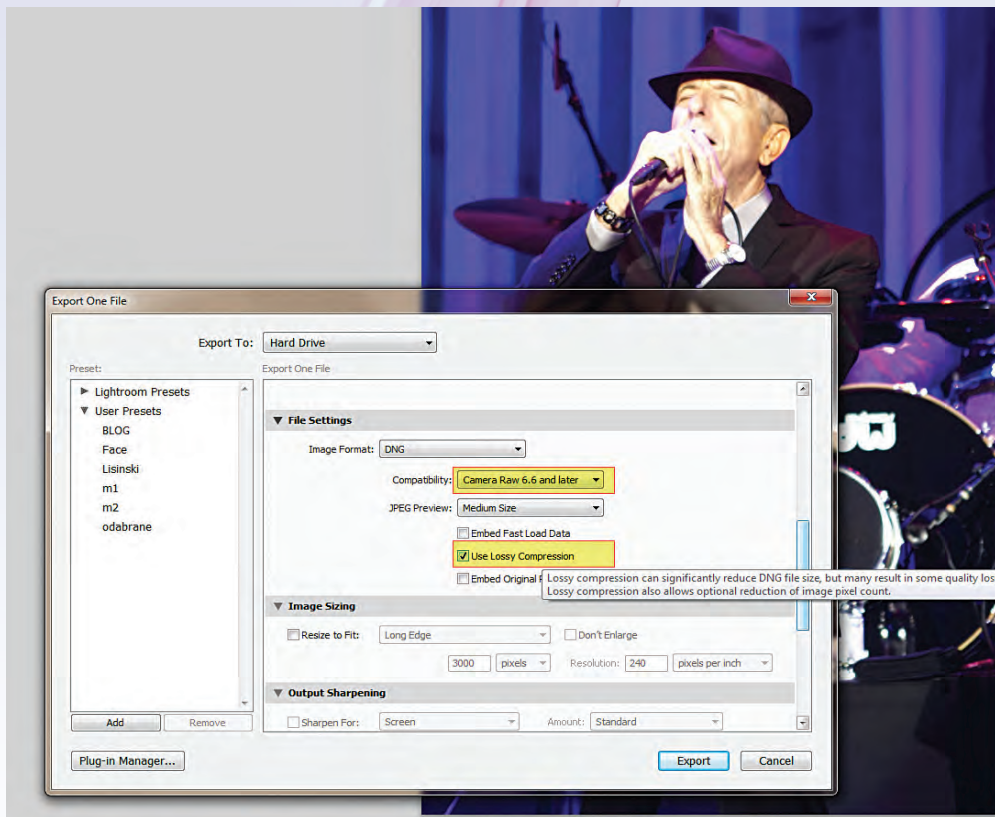 Export One File
X
Export To: Hard Drive
Preset:
Export One File
Lightroom Presets
User Presets
BLOG
Face
Lisinski
m1
m2
odabrane
File Settings
Image Format: DNG
Compatibility: Camera Raw 6.6 and later
JPEG Preview: Medium Size
Embed Fast Load Data
Use Lossy Compression
Embed Original
Lossy compression can significantly reduce DNG file size, but many result in some quality los
Lossy compression also allows optional reduction of image pixel count.
Image Sizing
Resize to Fit: Long Edge Don't Enlarge
3000 pixels Resolution: 240 pixels per inch
Output Sharpening
Sharpen For: Screen Amount: Standard
Add Remove
Plug-in Manager... Export Cancel